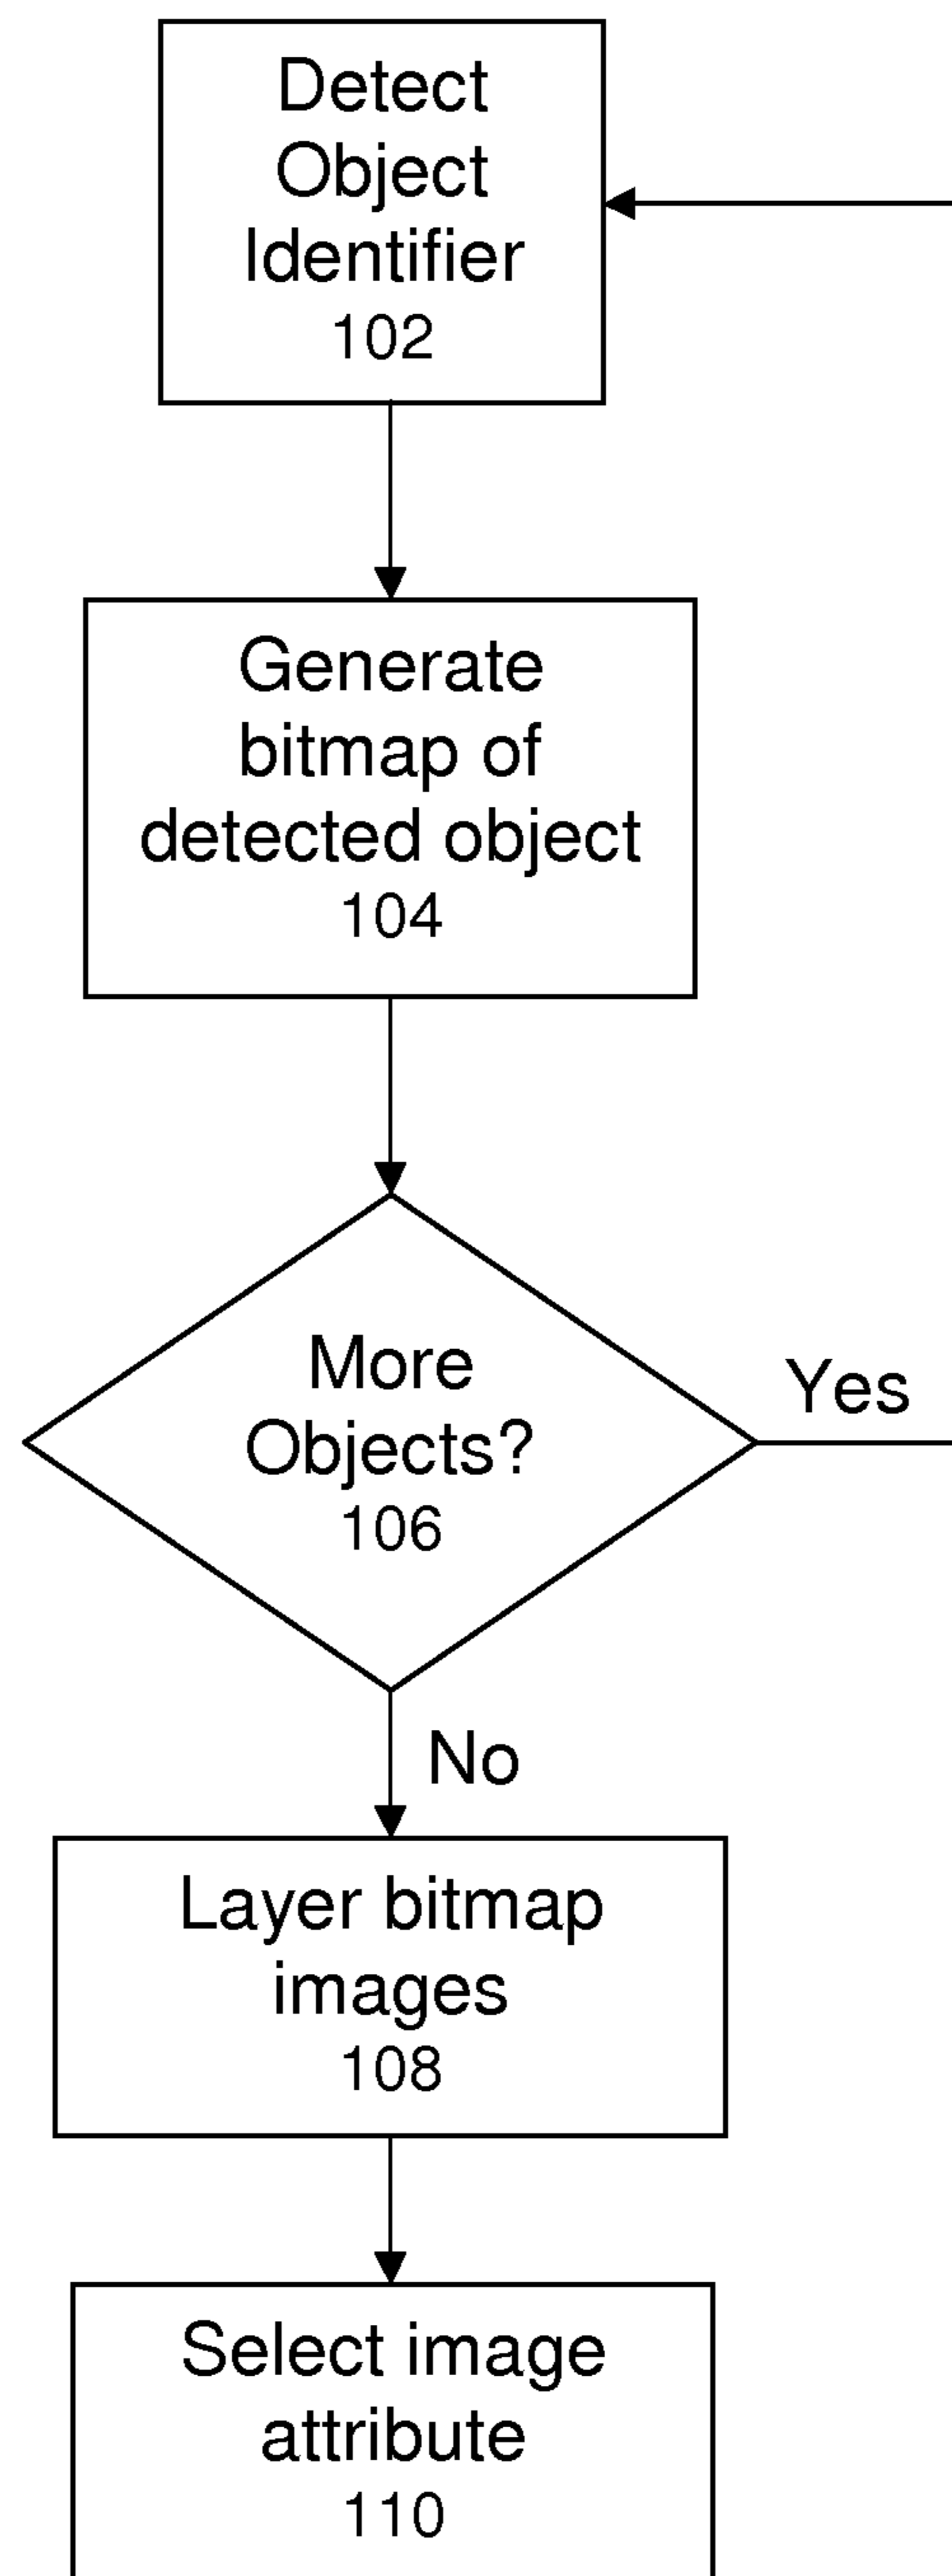 Detect
Object
Identifier
102
Generate
bitmap of
detected object
104
More
Objects?
106
Yes
No
Layer bitmap
images
108
Select image
attribute
110